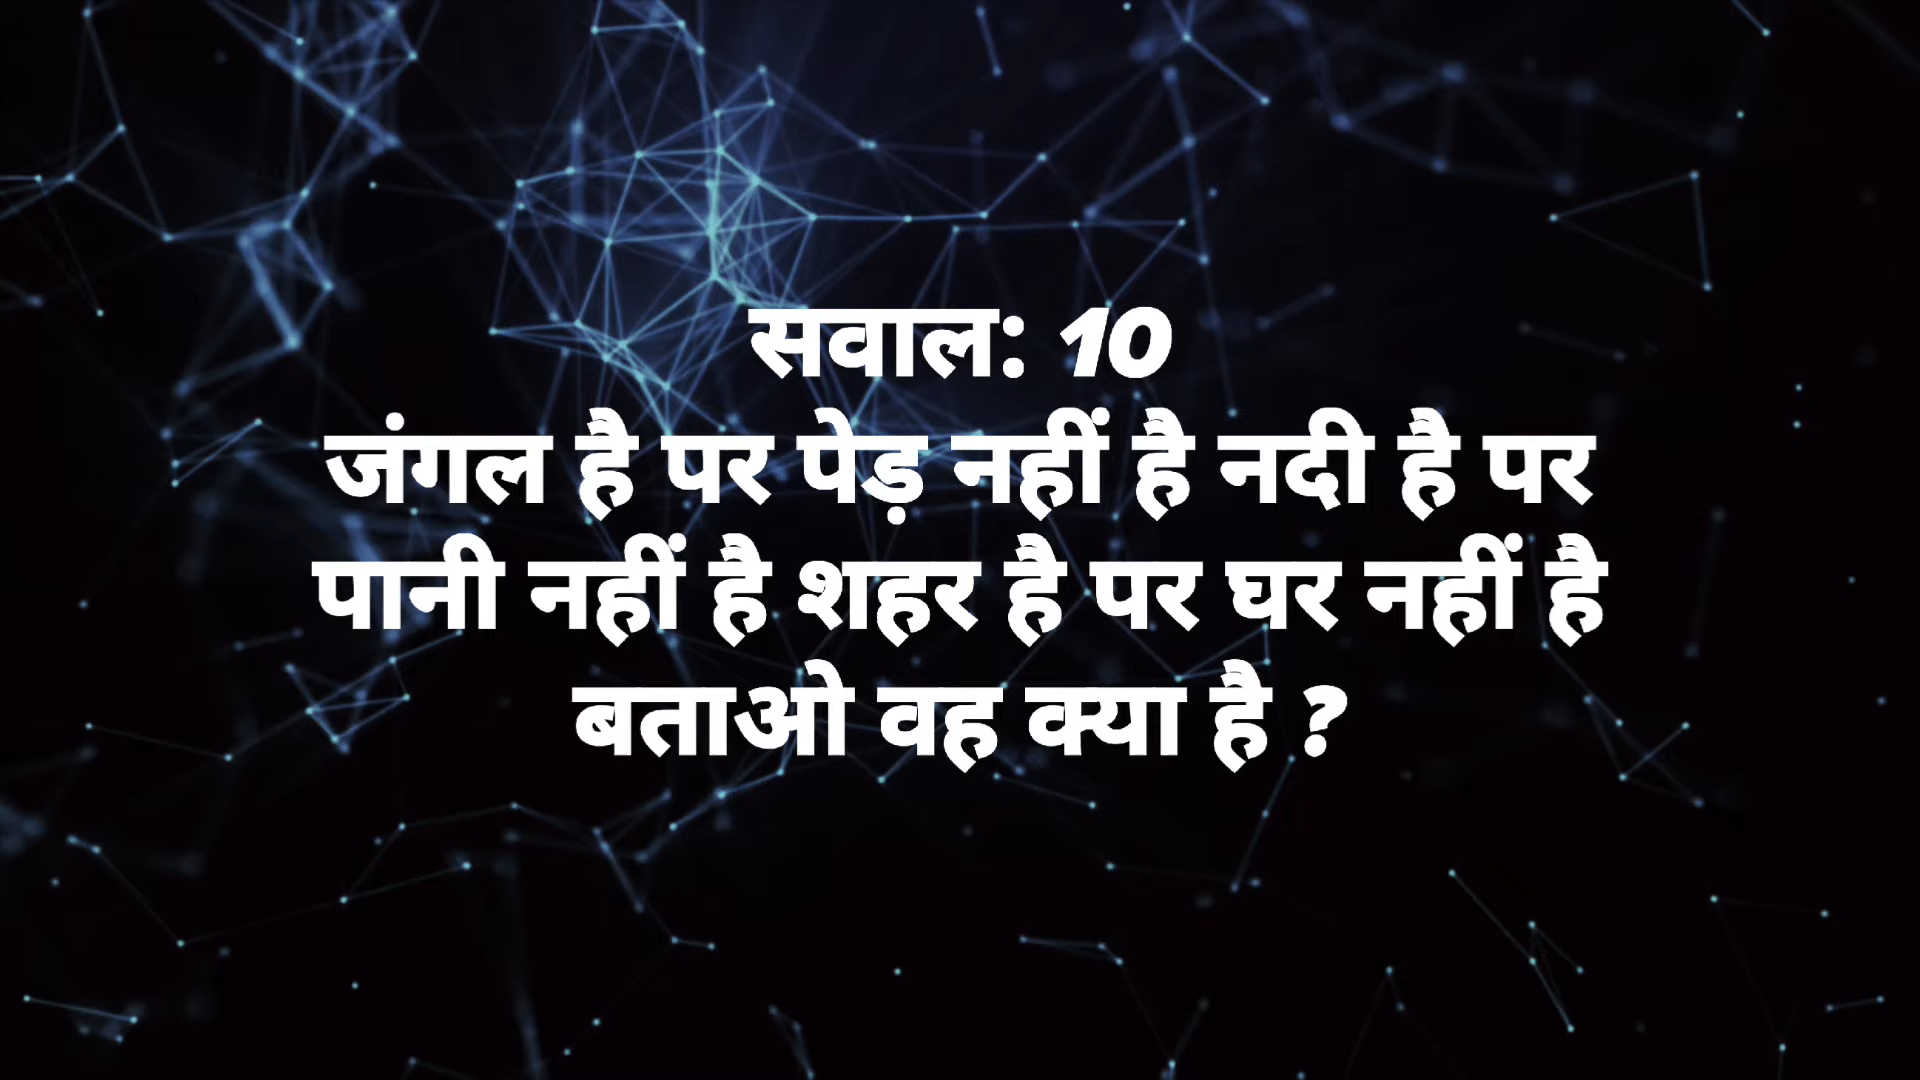 सवाल: 10
जंगल है पर पेड़ नहीं है नदी है पर
पानी नहीं है शहर है पर घर नहीं है
बताओ वह क्या है ?